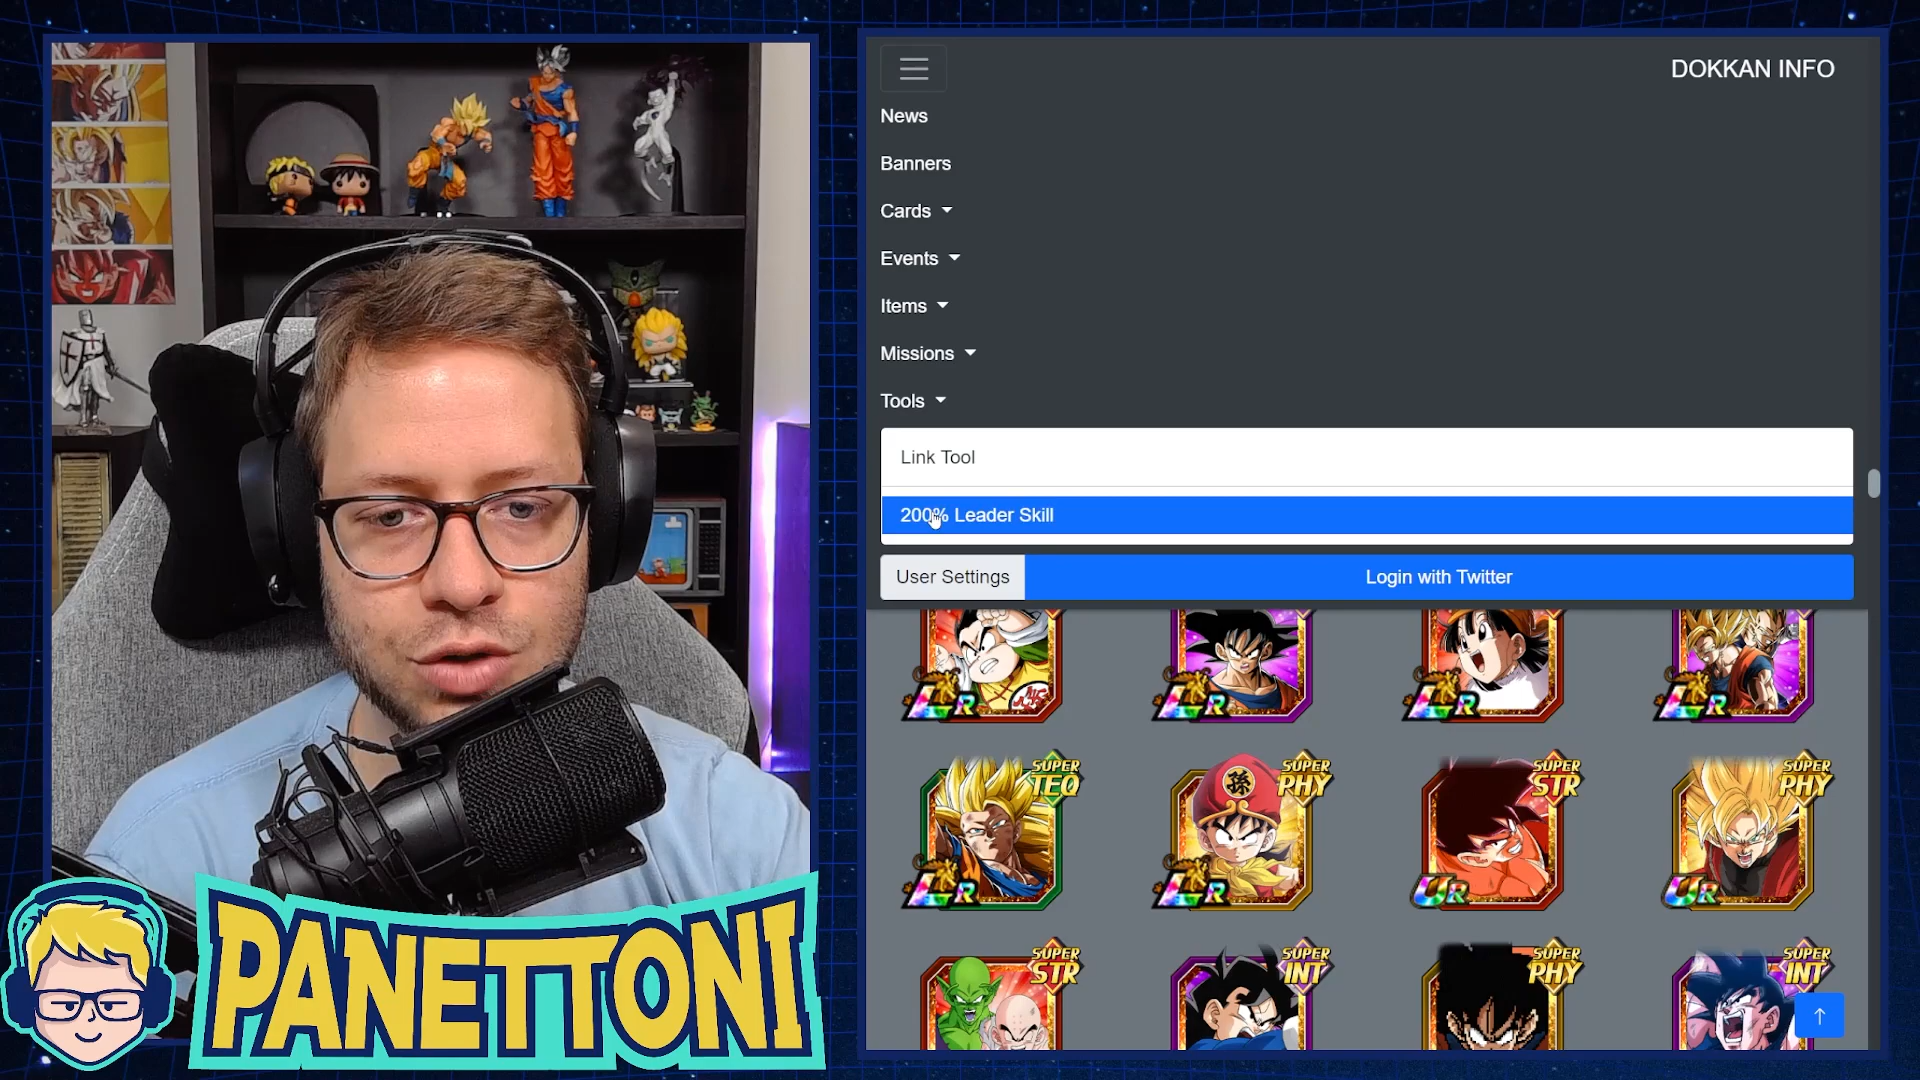 DOKKAN INFO
News
Banners
Cards
Events
Items
Missions
Tools
Link Tool
200% Leader Skill
User Settings
Login with Twitter
LR
LR
LR
LR
SUPER TEQ
SUPER PHY
SUPER STR
SUPER PHY
孫
LR
LR
UR
UR
SUPER STR
SUPER INT
SUPER PHY
SUPER INT
PANETTONI